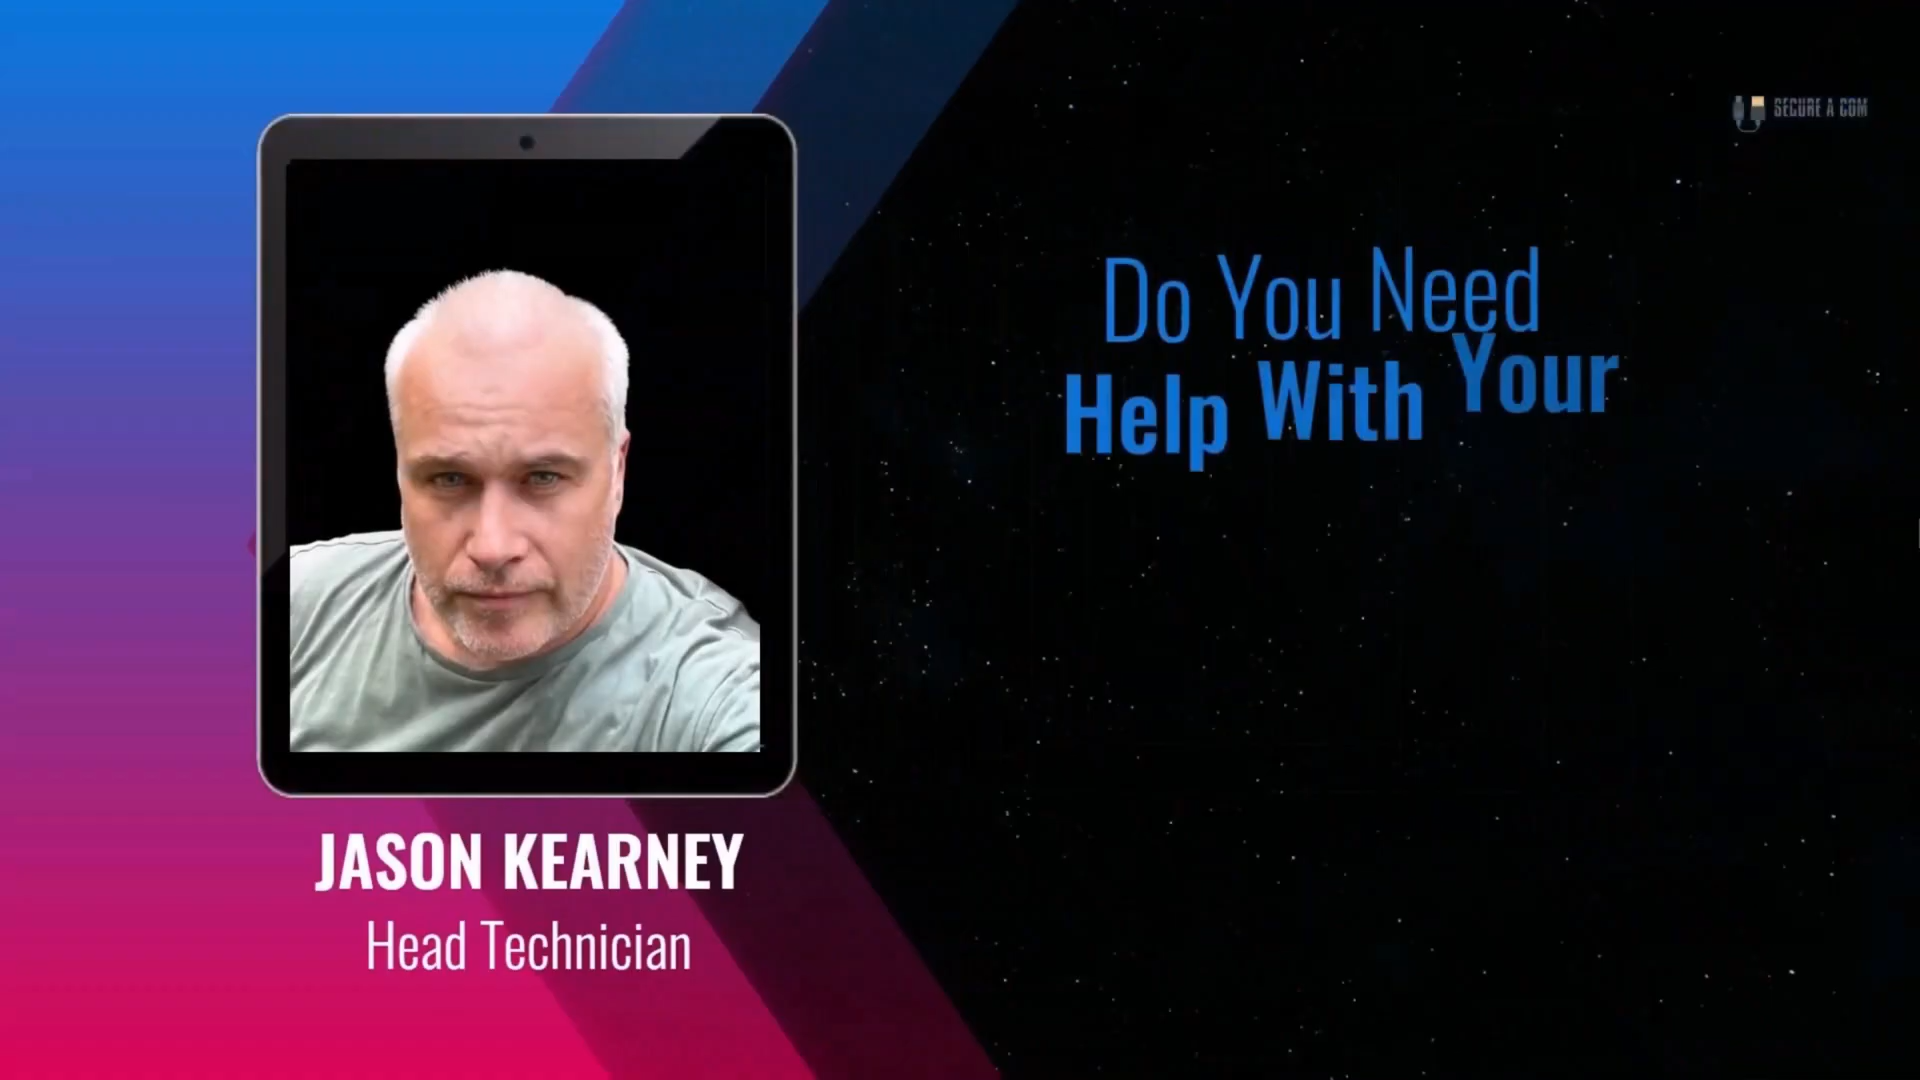 SECURE A COM
Do You Need
Help With Your
JASON KEARNEY
Head Technician